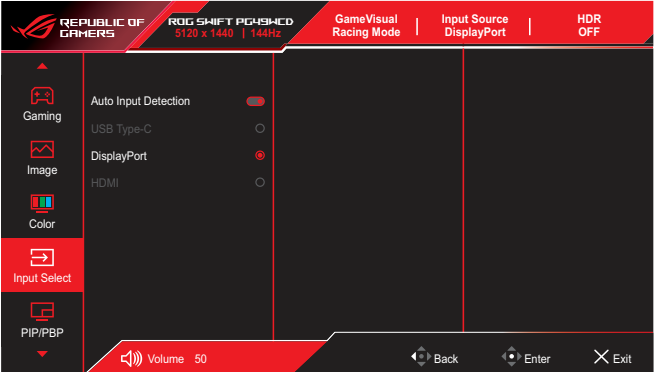 REPUBLIC OF
GAMERS
ROG SWIFT PG49WCD
5120 x 1440 | 144Hz
GameVisual
Racing Mode
Input Source
DisplayPort
HDR
OFF
Gaming
Image
Color
Input Select
PIP/PBP
Auto Input Detection
USB Type-C
DisplayPort
HDMI
Volume 50
Back
Enter
Exit